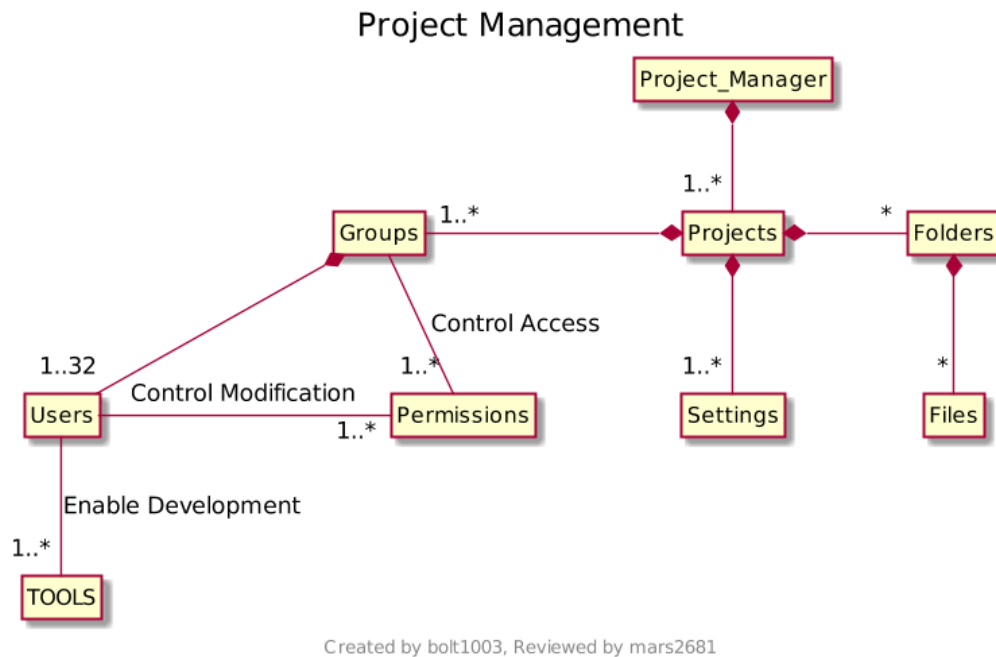 Project Management
Project_Manager
1..*
Groups
1..*
Projects
*
Folders
Control Access
1..32
1..*
1..*
*
Users
Control Modification
1..*
Permissions
Settings
Files
Enable Development
1..*
TOOLS
Created by bolt1003, Reviewed by mars2681